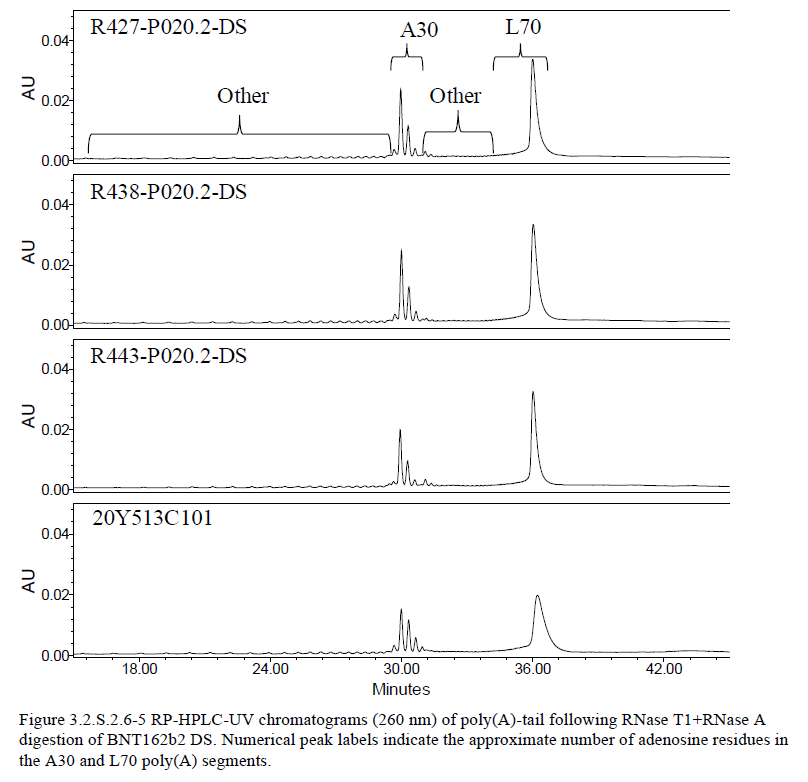 R427-P020.2-DS
A30
L70
Other
Other
AU
0.04
0.02
0.00
R438-P020.2-DS
AU
0.04
0.02
0.00
R443-P020.2-DS
AU
0.04
0.02
0.00
20Y513C101
AU
0.04
0.02
0.00
18.00 24.00 30.00 36.00 42.00
Minutes
Figure 3.2.S.2.6-5 RP-HPLC-UV chromatograms (260 nm) of poly(A)-tail following RNase T1+RNase A
digestion of BNT162b2 DS. Numerical peak labels indicate the approximate number of adenosine residues in
the A30 and L70 poly(A) segments.